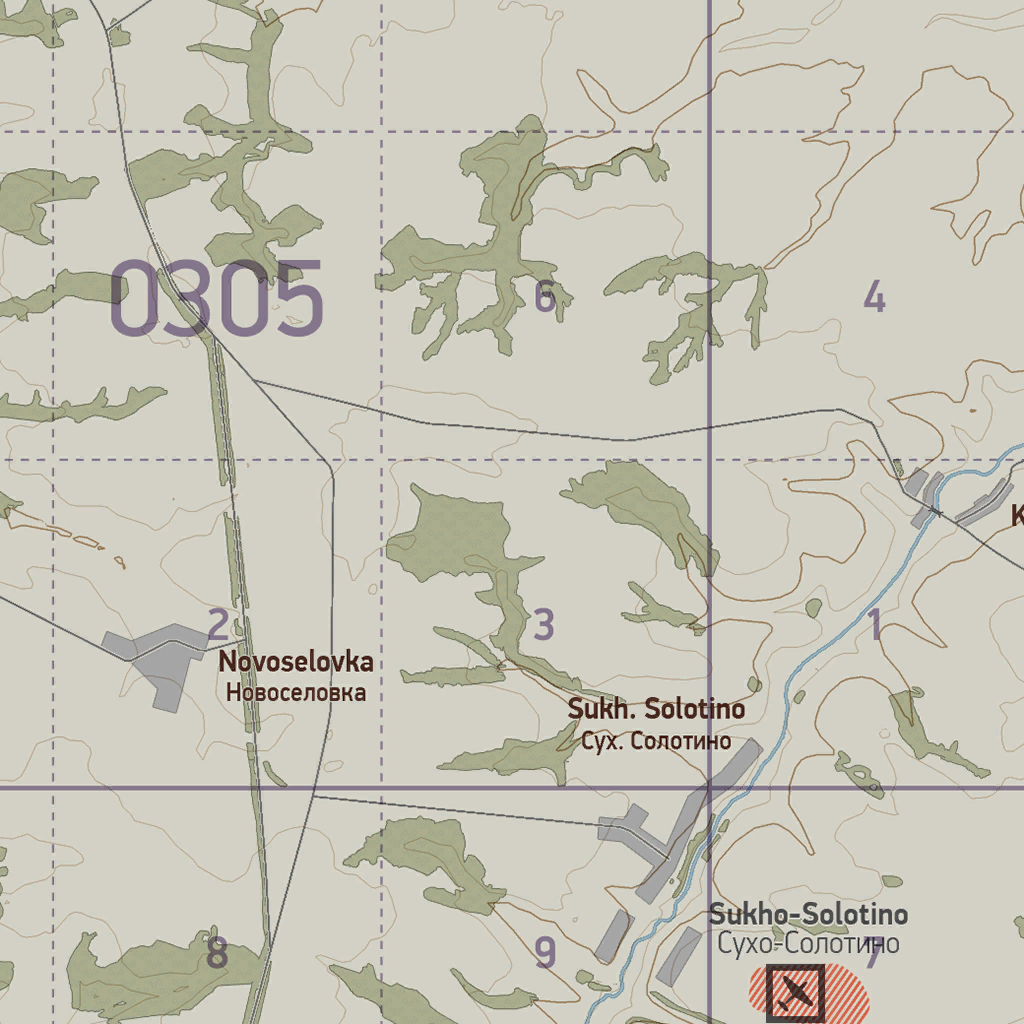 0305
6
4
K
2
3
1
Novoselovka
Новоселовка
Sukh. Solotino
Сух. Солотино
Sukho-Solotino
Сухо-Солотино
8
9
7